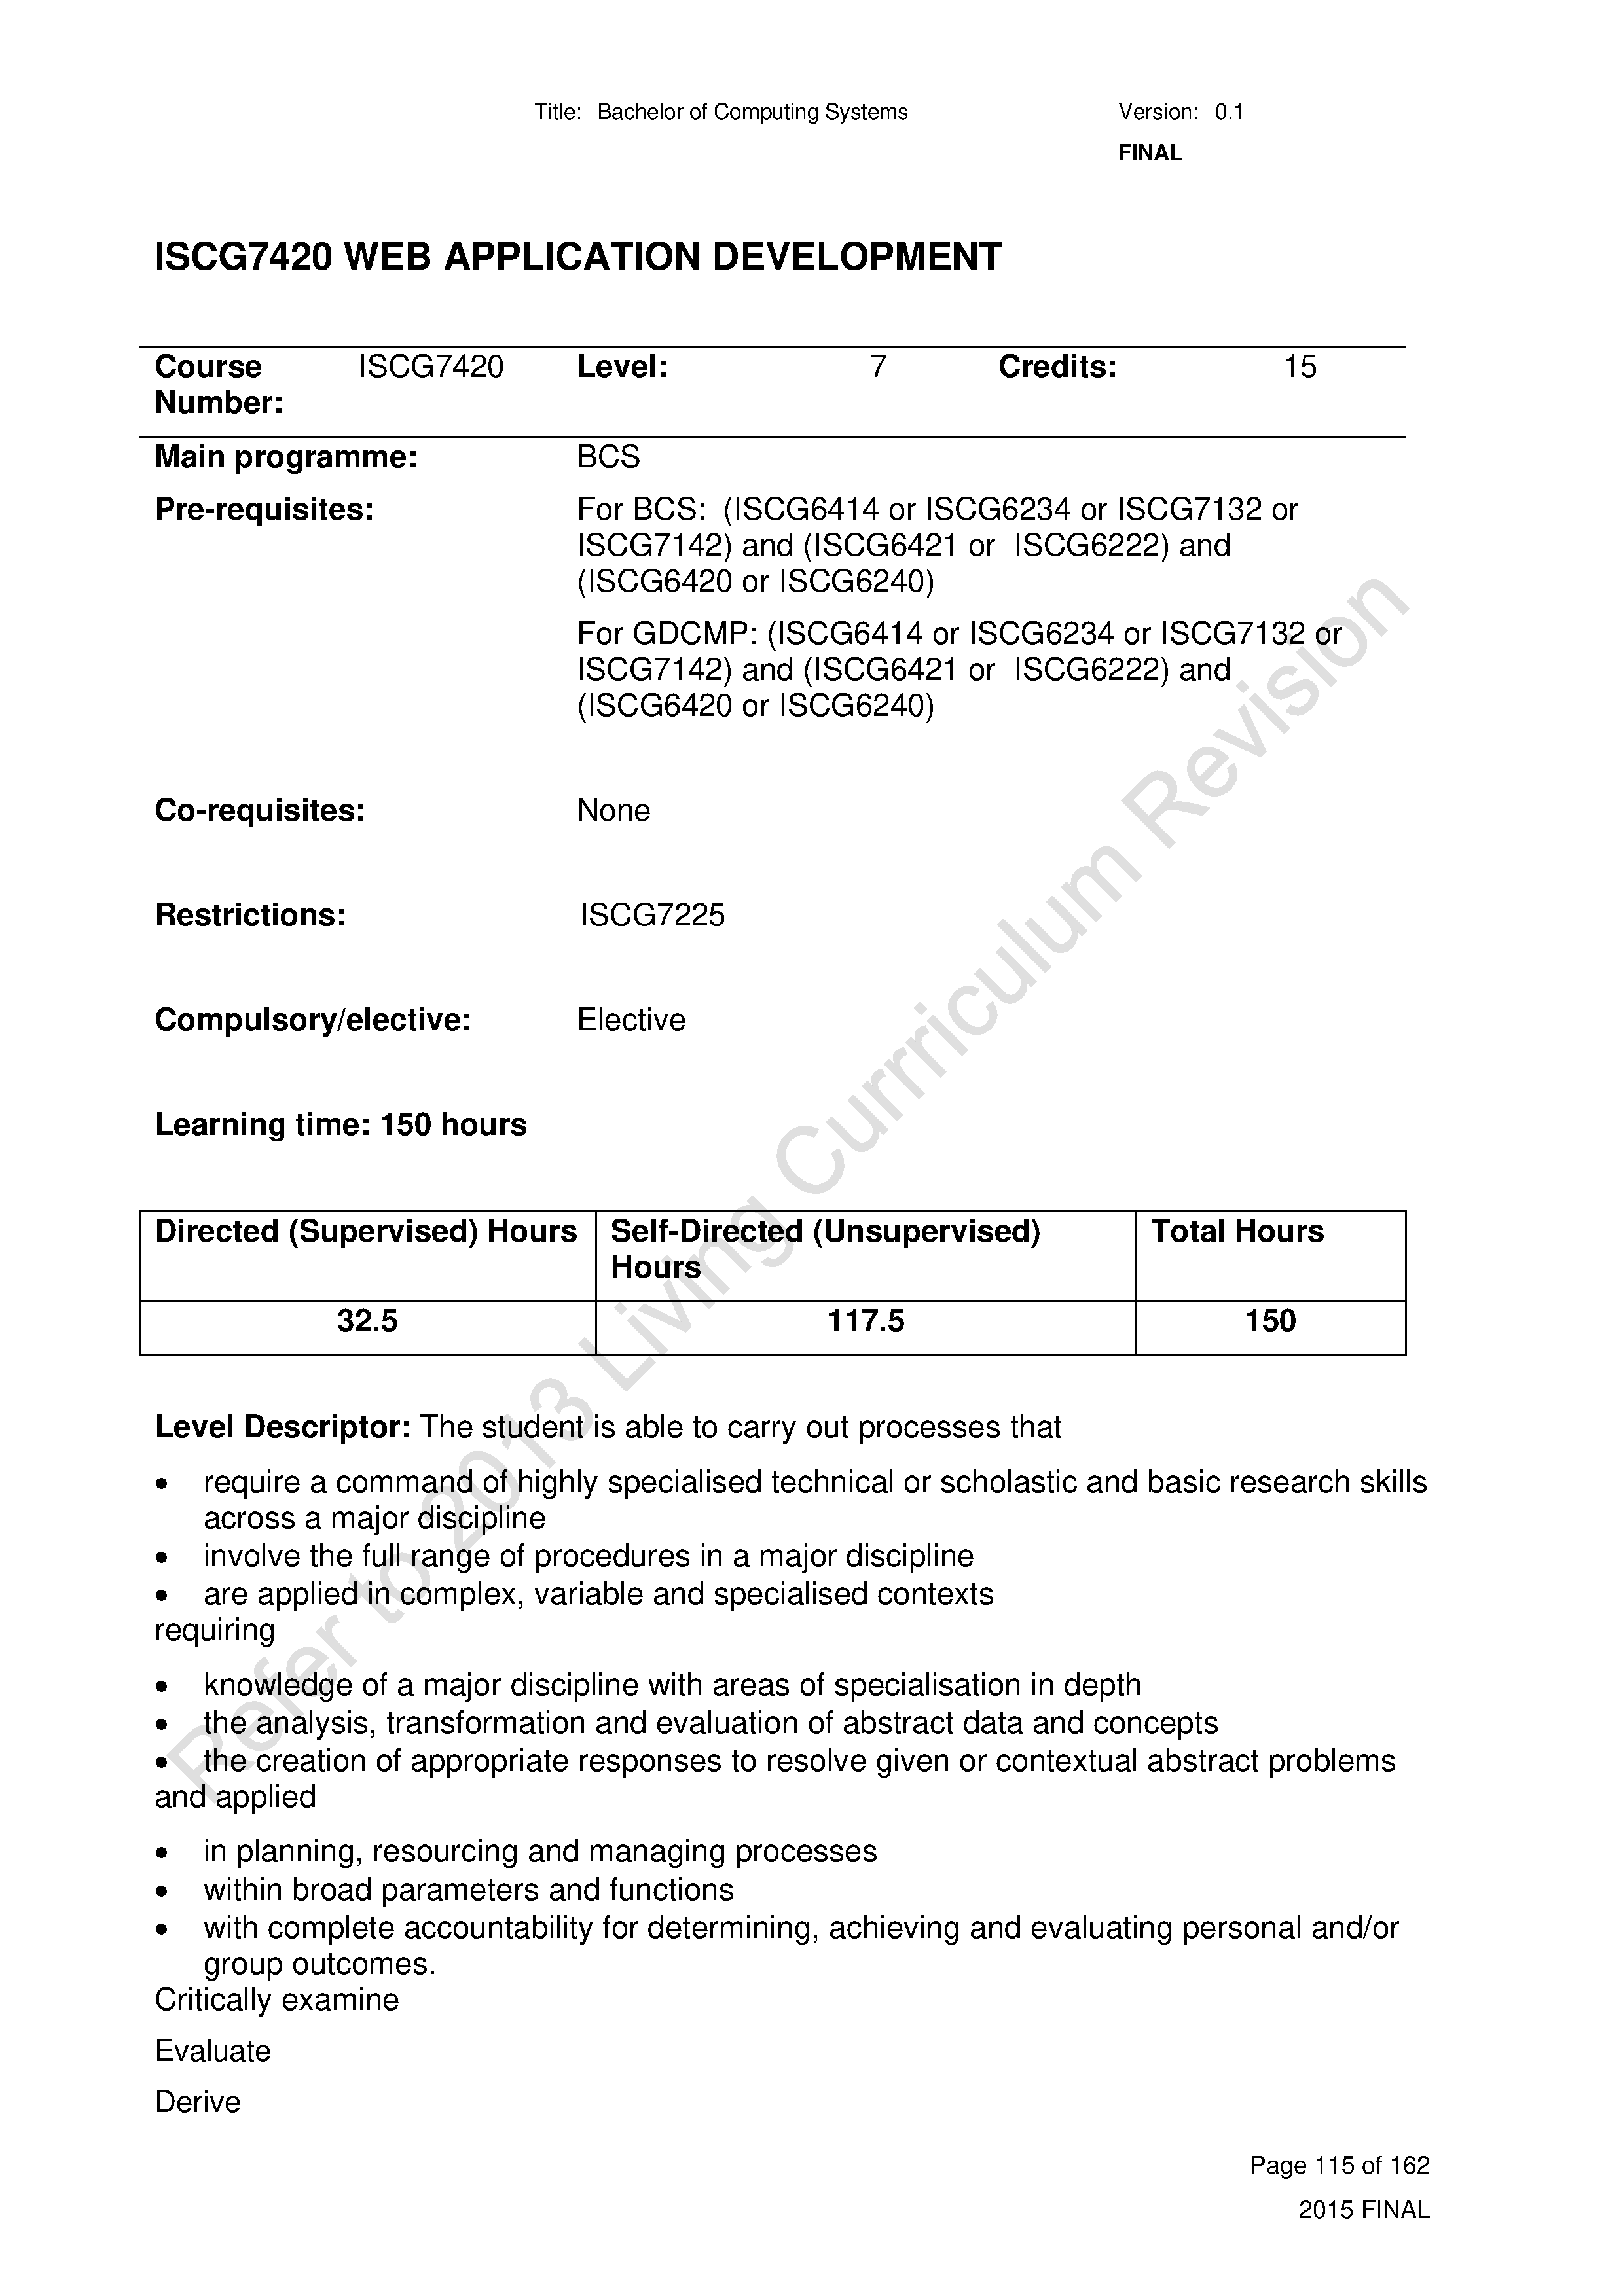 Title: Bachelor of Computing Systems Version: 0.1
FINAL
ISCG7420 WEB APPLICATION DEVELOPMENT
Course ISCG7420 Level: 7 Credits: 15
Number:
Main programme: BCS
Pre-requisites: For BCS: (ISCG6414 or ISCG6234 or ISCG7132 or
ISCG7142) and (ISCG6421 or ISCG6222) and
(ISCG6420 or ISCG6240)
For GDCMP: (ISCG6414 or ISCG6234 or ISCG7132 or
ISCG7142) and (ISCG6421 or ISCG6222) and
(ISCG6420 or ISCG6240)
Co-requisites: None
Restrictions: ISCG7225
Compulsory/elective: Elective
Learning time: 150 hours
Directed (Supervised) Hours Self-Directed (Unsupervised) Total Hours
Hours
32.5 117.5 150
Level Descriptor: The student is able to carry out processes that
• require a command of highly specialised technical or scholastic and basic research skills
across a major discipline
• involve the full range of procedures in a major discipline
• are applied in complex, variable and specialised contexts
requiring
• knowledge of a major discipline with areas of specialisation in depth
• the analysis, transformation and evaluation of abstract data and concepts
• the creation of appropriate responses to resolve given or contextual abstract problems
and applied
• in planning, resourcing and managing processes
• within broad parameters and functions
• with complete accountability for determining, achieving and evaluating personal and/or
group outcomes.
Critically examine
Evaluate
Derive
Page 115 of 162
2015 FINAL
Refer to 2013 Living Curriculum Revision